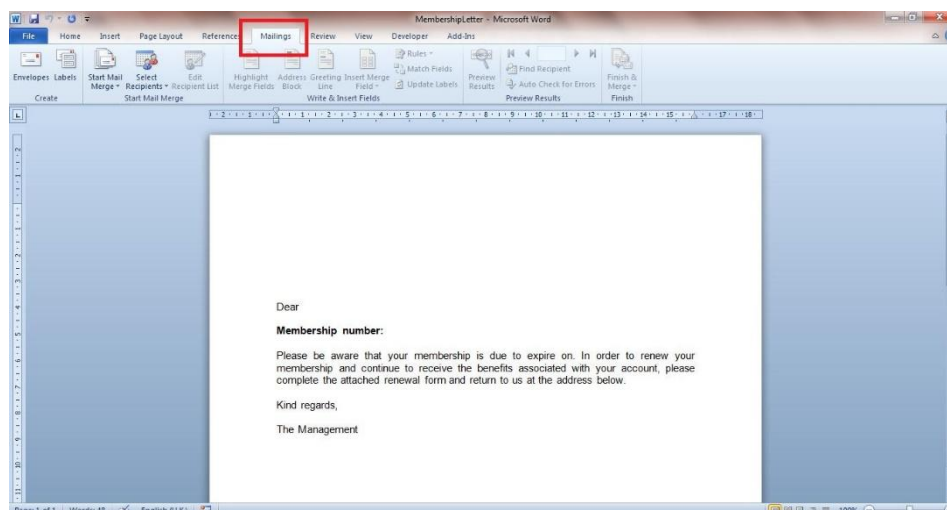 MembershipLetter - Microsoft Word
File Home Insert Page Layout References Mailings Review View Developer Add-Ins
Envelopes Labels Start Mail Merge Select Recipients Edit Recipient List Highlight Merge Fields Address Block Greeting Line Insert Merge Field Rules Match Fields Update Labels Preview Results Find Recipient Auto Check for Errors Finish & Merge
Create Start Mail Merge Write & Insert Fields Preview Results Finish
Dear
Membership number:
Please be aware that your membership is due to expire on. In order to renew your
membership and continue to receive the benefits associated with your account, please
complete the attached renewal form and return to us at the address below.
Kind regards,
The Management
100%